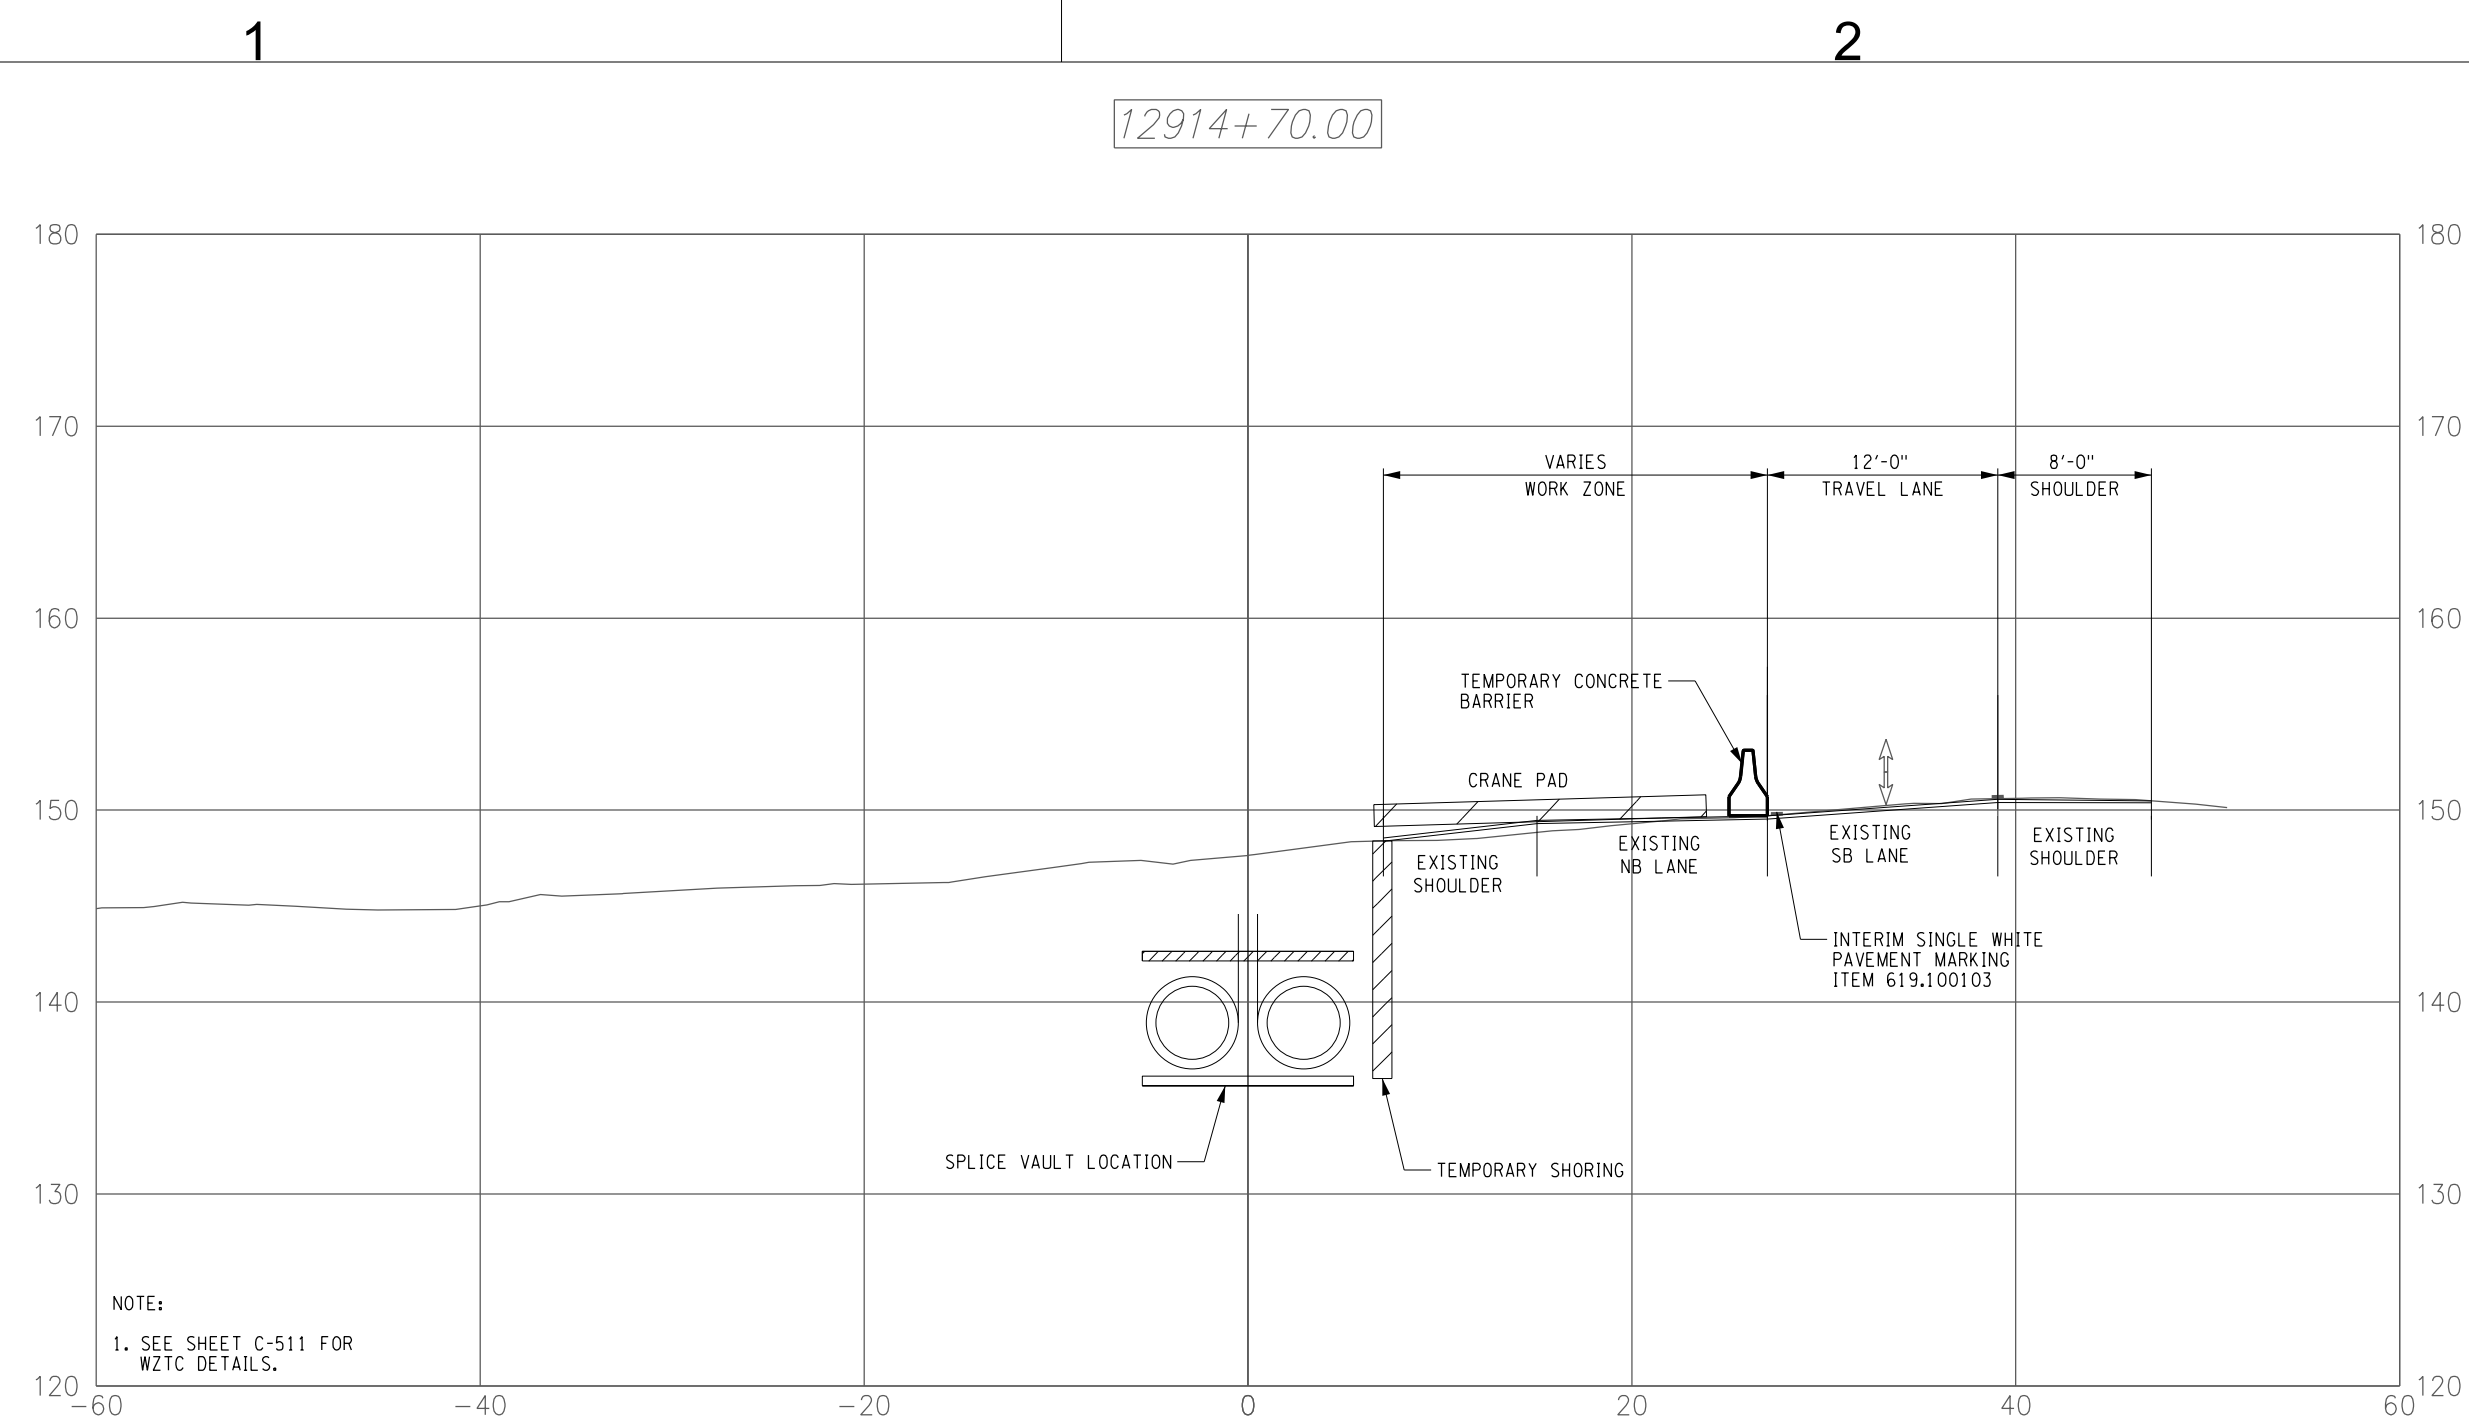 1
2
12914+70.00
180
180
170
170
VARIES
12'-0"
8'-0"
WORK ZONE
TRAVEL LANE
SHOULDER
160
160
TEMPORARY CONCRETE
BARRIER
CRANE PAD
150
150
EXISTING
SHOULDER
EXISTING
NB LANE
EXISTING
SB LANE
EXISTING
SHOULDER
INTERIM SINGLE WHITE
PAVEMENT MARKING
ITEM 619.100103
140
140
SPLICE VAULT LOCATION
TEMPORARY SHORING
130
130
NOTE:
1. SEE SHEET C-511 FOR
WZTC DETAILS.
120
120
-60
-40
-20
0
20
40
60